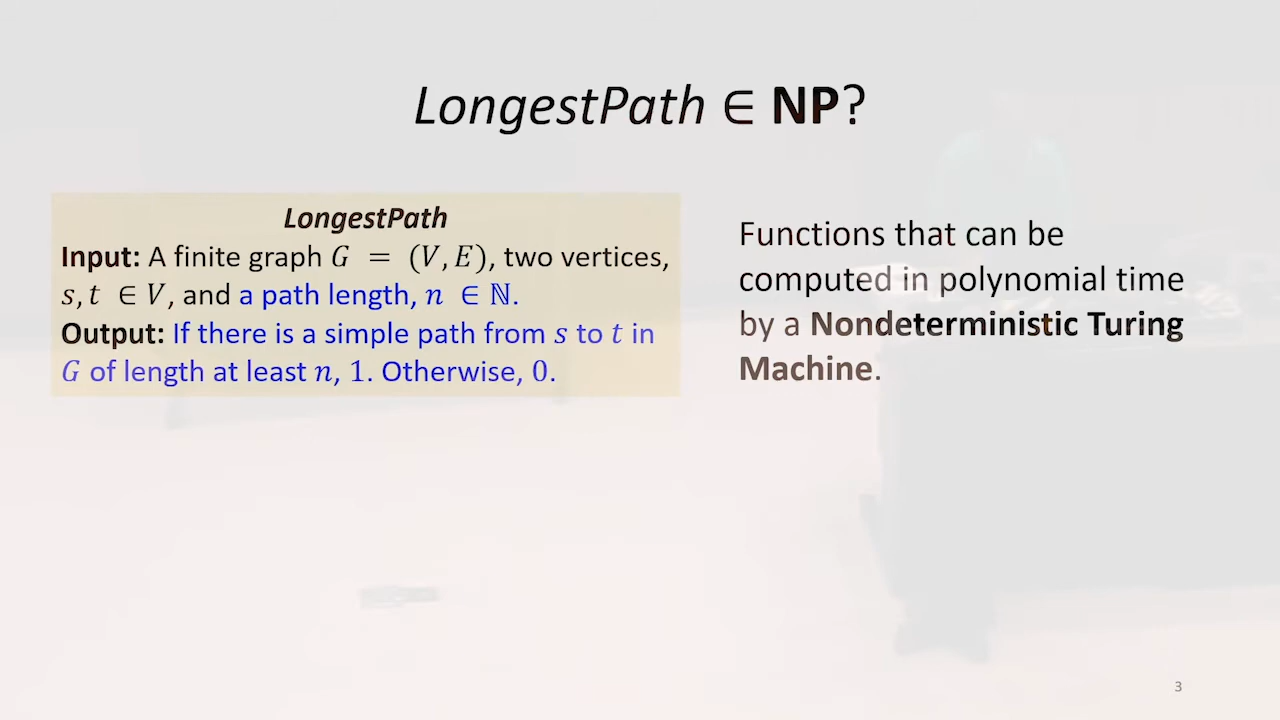 LongestPath ∈ NP?
LongestPath
Input: A finite graph G = (V, E), two vertices,
s, t ∈ V, and a path length, n ∈ ℕ.
Output: If there is a simple path from s to t in
G of length at least n, 1. Otherwise, 0.
Functions that can be
computed in polynomial time
by a Nondeterministic Turing
Machine.
3